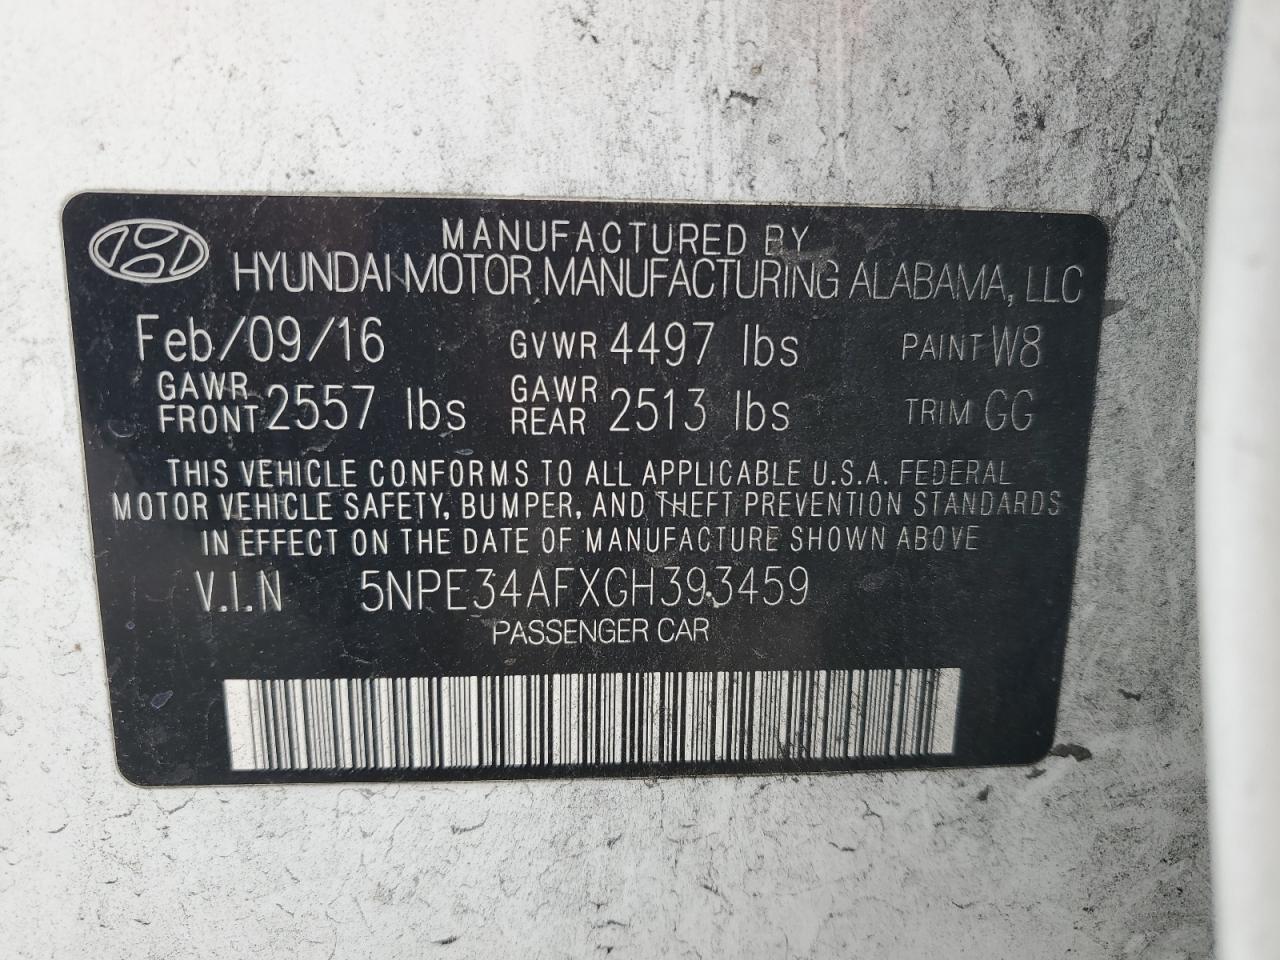 MANUFACTURED BY
HYUNDAI MOTOR MANUFACTURING ALABAMA, LLC
Feb/09/16 GVWR 4497 lbs PAINT W8
GAWR FRONT 2557 lbs GAWR REAR 2513 lbs TRIM GG
THIS VEHICLE CONFORMS TO ALL APPLICABLE U.S.A. FEDERAL
MOTOR VEHICLE SAFETY, BUMPER, AND THEFT PREVENTION STANDARDS
IN EFFECT ON THE DATE OF MANUFACTURE SHOWN ABOVE
V.I.N 5NPE34AFXGH393459
PASSENGER CAR